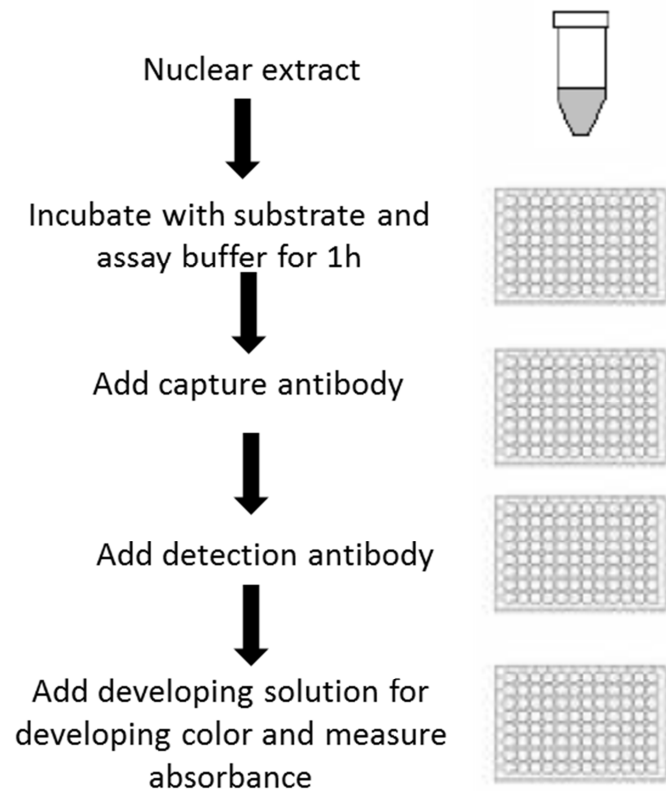 Nuclear extract
Incubate with substrate and
assay buffer for 1h
Add capture antibody
Add detection antibody
Add developing solution for
developing color and measure
absorbance